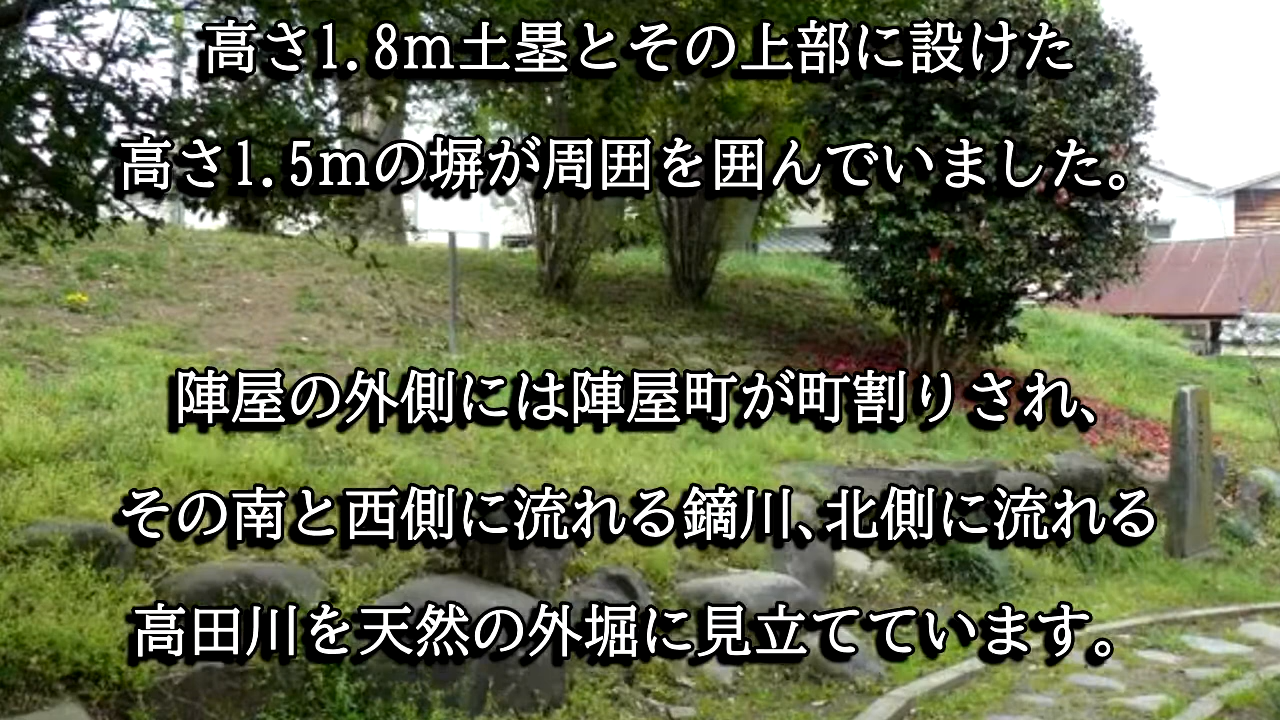 高さ1.8m土塁とその上部に設けた
高さ1.5mの塀が周囲を囲んでいました。
陣屋の外側には陣屋町が町割りされ、
その南と西側に流れる鏑川、北側に流れる
高田川を天然の外堀に見立てています。